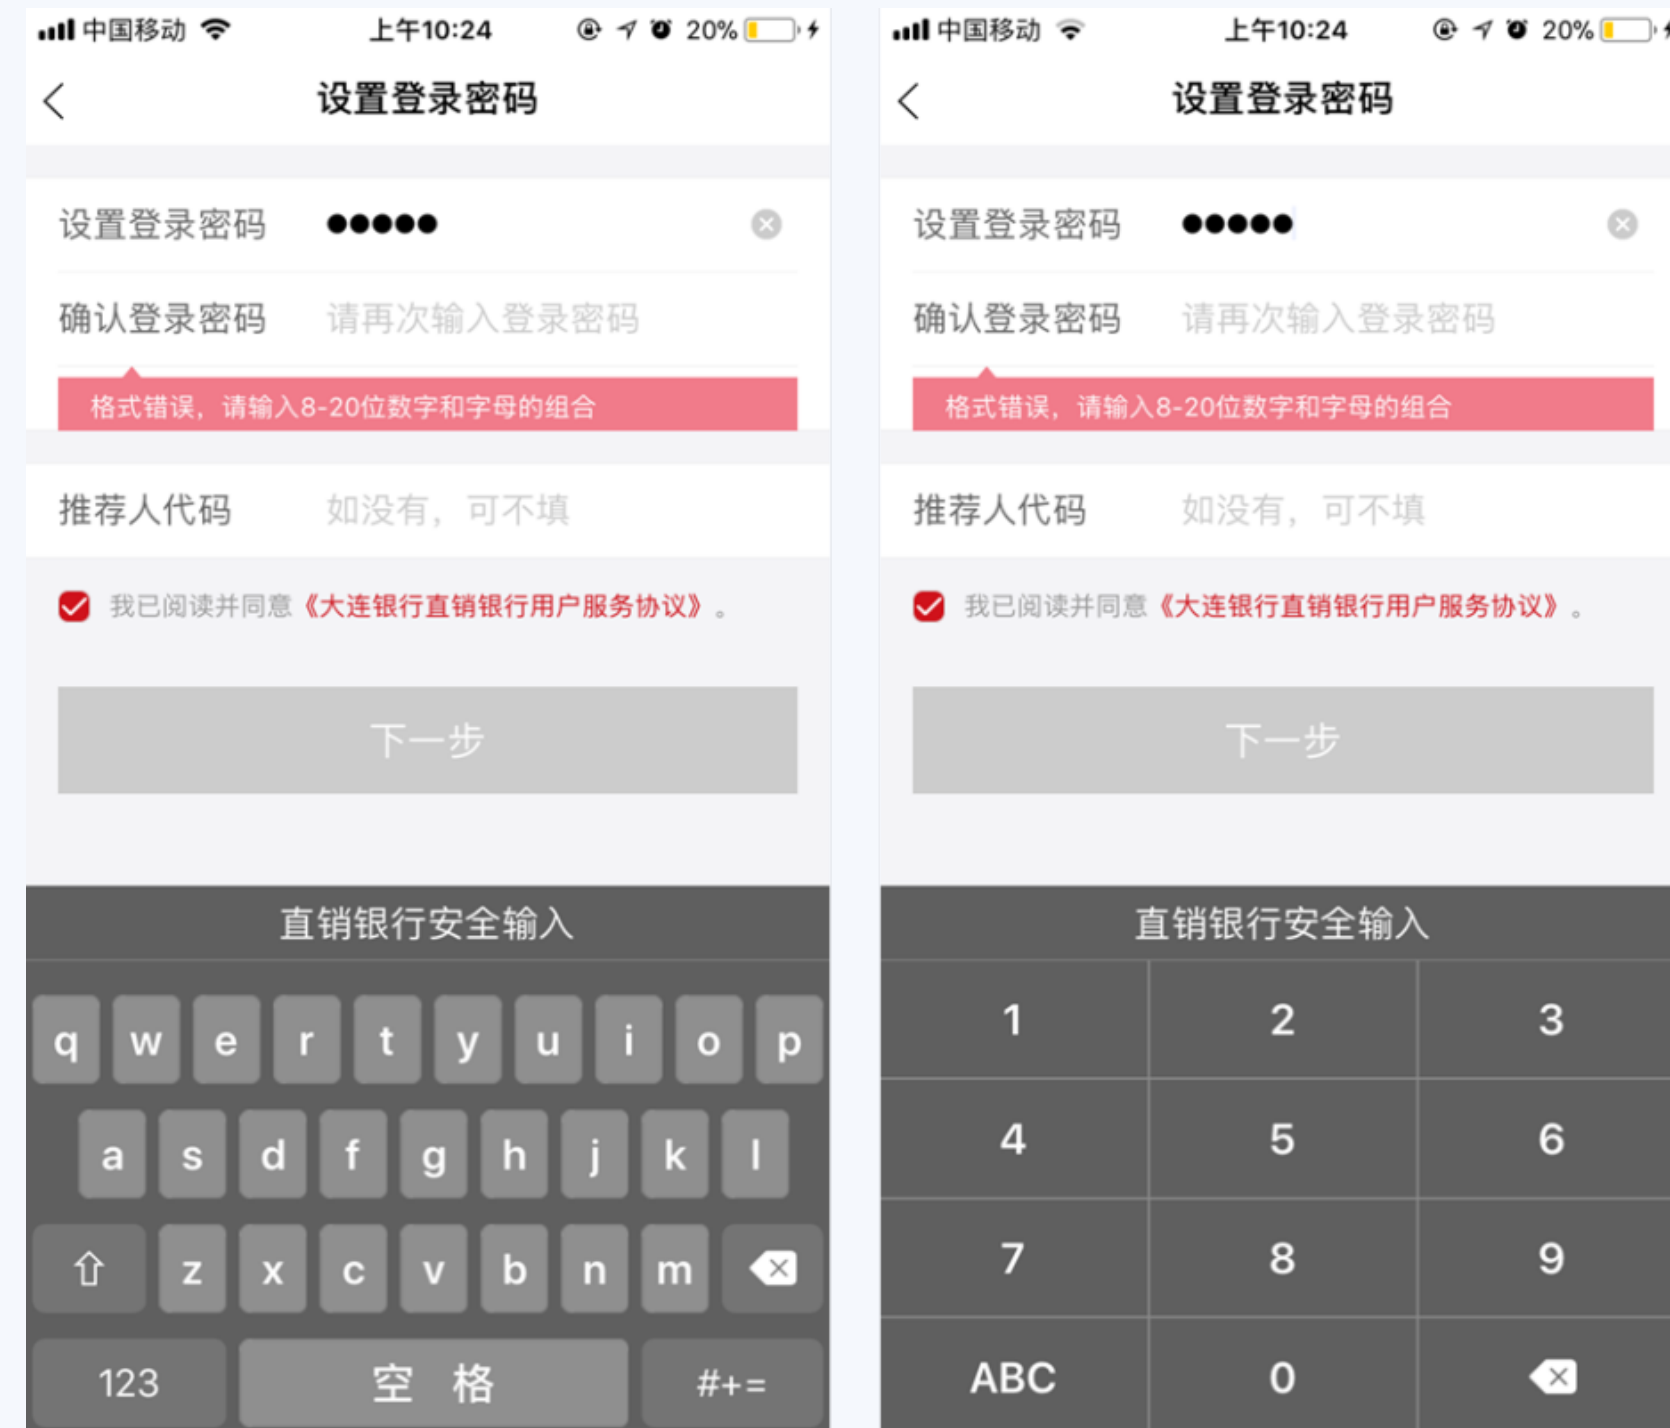 中国移动 上午10:24 20%
设置登录密码
设置登录密码 ●●●●●
确认登录密码 请再次输入登录密码
格式错误，请输入8-20位数字和字母的组合
推荐人代码 如没有，可不填
我已阅读并同意《大连银行直销银行用户服务协议》。
下一步
直销银行安全输入
q w e r t y u i o p
a s d f g h j k l
z x c v b n m
123 空 格 #+=
中国移动 上午10:24 20%
设置登录密码
设置登录密码 ●●●●●
确认登录密码 请再次输入登录密码
格式错误，请输入8-20位数字和字母的组合
推荐人代码 如没有，可不填
我已阅读并同意《大连银行直销银行用户服务协议》。
下一步
直销银行安全输入
1 2 3
4 5 6
7 8 9
ABC 0